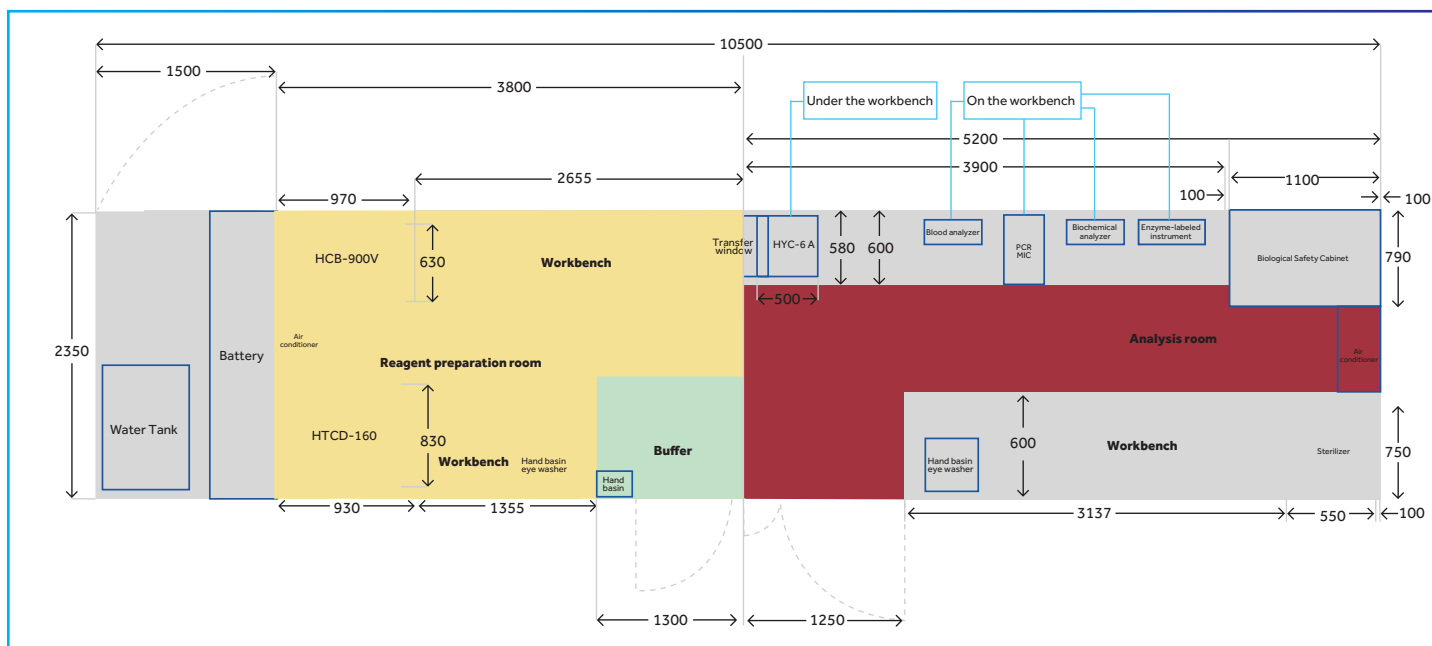 10500
1500
3800
Under the workbench
On the workbench
5200
3900
2655
1100
970
100
100
Transfer
window
HYC-6 A
580
600
Blood analyzer
PCR
MIC
Biochemical
analyzer
Enzyme-labeled
instrument
HCB-900V
630
Workbench
Biological Safety Cabinet
790
500
2350
Battery
Air
conditioner
Reagent preparation room
Analysis room
Air
conditioner
Water Tank
HTCD-160
830
Workbench
Hand basin
eye washer
Buffer
Hand
basin
600
Workbench
Hand basin
eye washer
Sterilizer
750
930
1355
3137
550
100
1300
1250